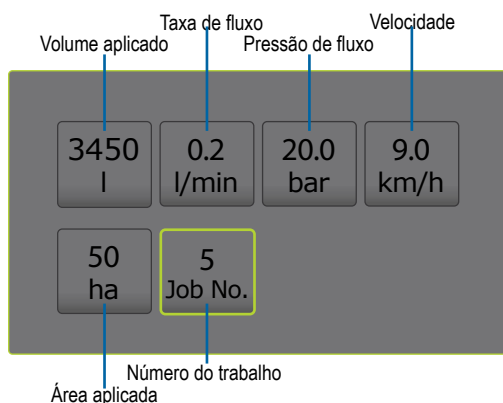 Taxa de fluxo
Velocidade
Volume aplicado
Pressão de fluxo
3450
l
0.2
l/min
20.0
bar
9.0
km/h
50
ha
5
Job No.
Número do trabalho
Área aplicada